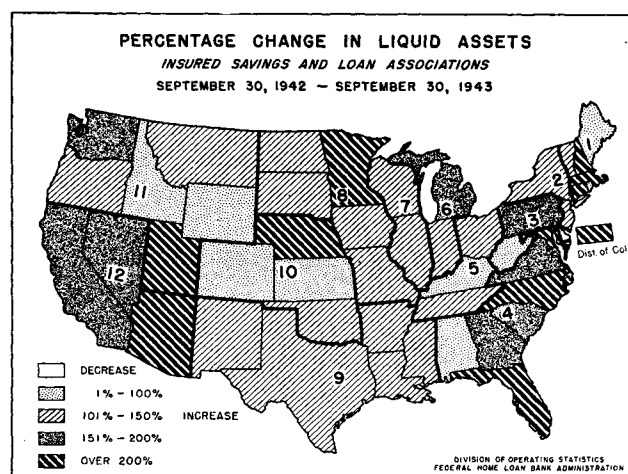 PERCENTAGE CHANGE IN LIQUID ASSETS
INSURED SAVINGS AND LOAN ASSOCIATIONS
SEPTEMBER 30, 1942 – SEPTEMBER 30, 1943
1
2
3
4
5
6
7
8
9
10
11
12
Dist. of Col
DECREASE
1% – 100%
101% – 150% INCREASE
151% – 200%
OVER 200%
DIVISION OF OPERATING STATISTICS
FEDERAL HOME LOAN BANK ADMINISTRATION